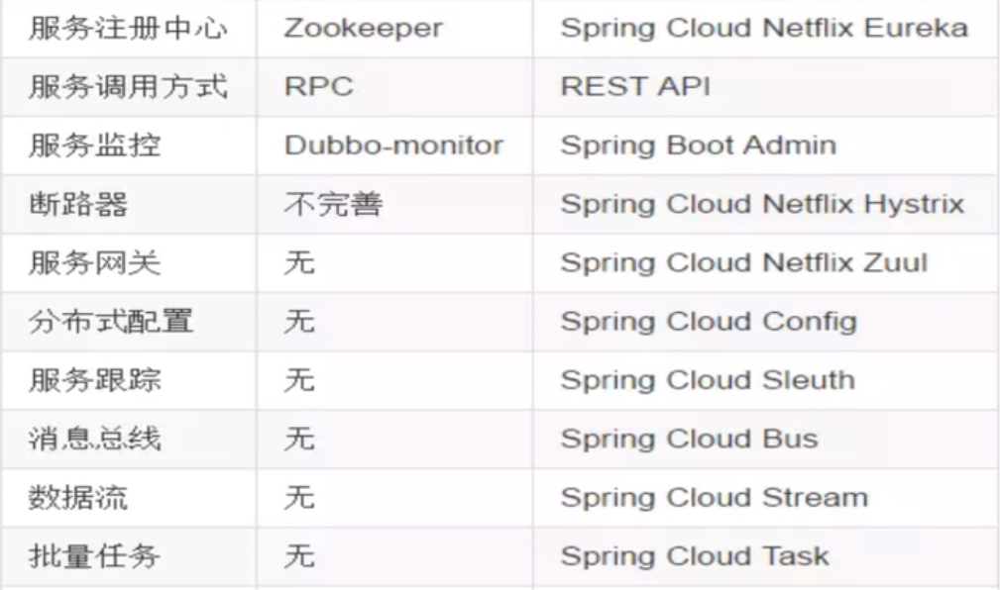 服务注册中心 Zookeeper Spring Cloud Netflix Eureka
服务调用方式 RPC REST API
服务监控 Dubbo-monitor Spring Boot Admin
断路器 不完善 Spring Cloud Netflix Hystrix
服务网关 无 Spring Cloud Netflix Zuul
分布式配置 无 Spring Cloud Config
服务跟踪 无 Spring Cloud Sleuth
消息总线 无 Spring Cloud Bus
数据流 无 Spring Cloud Stream
批量任务 无 Spring Cloud Task